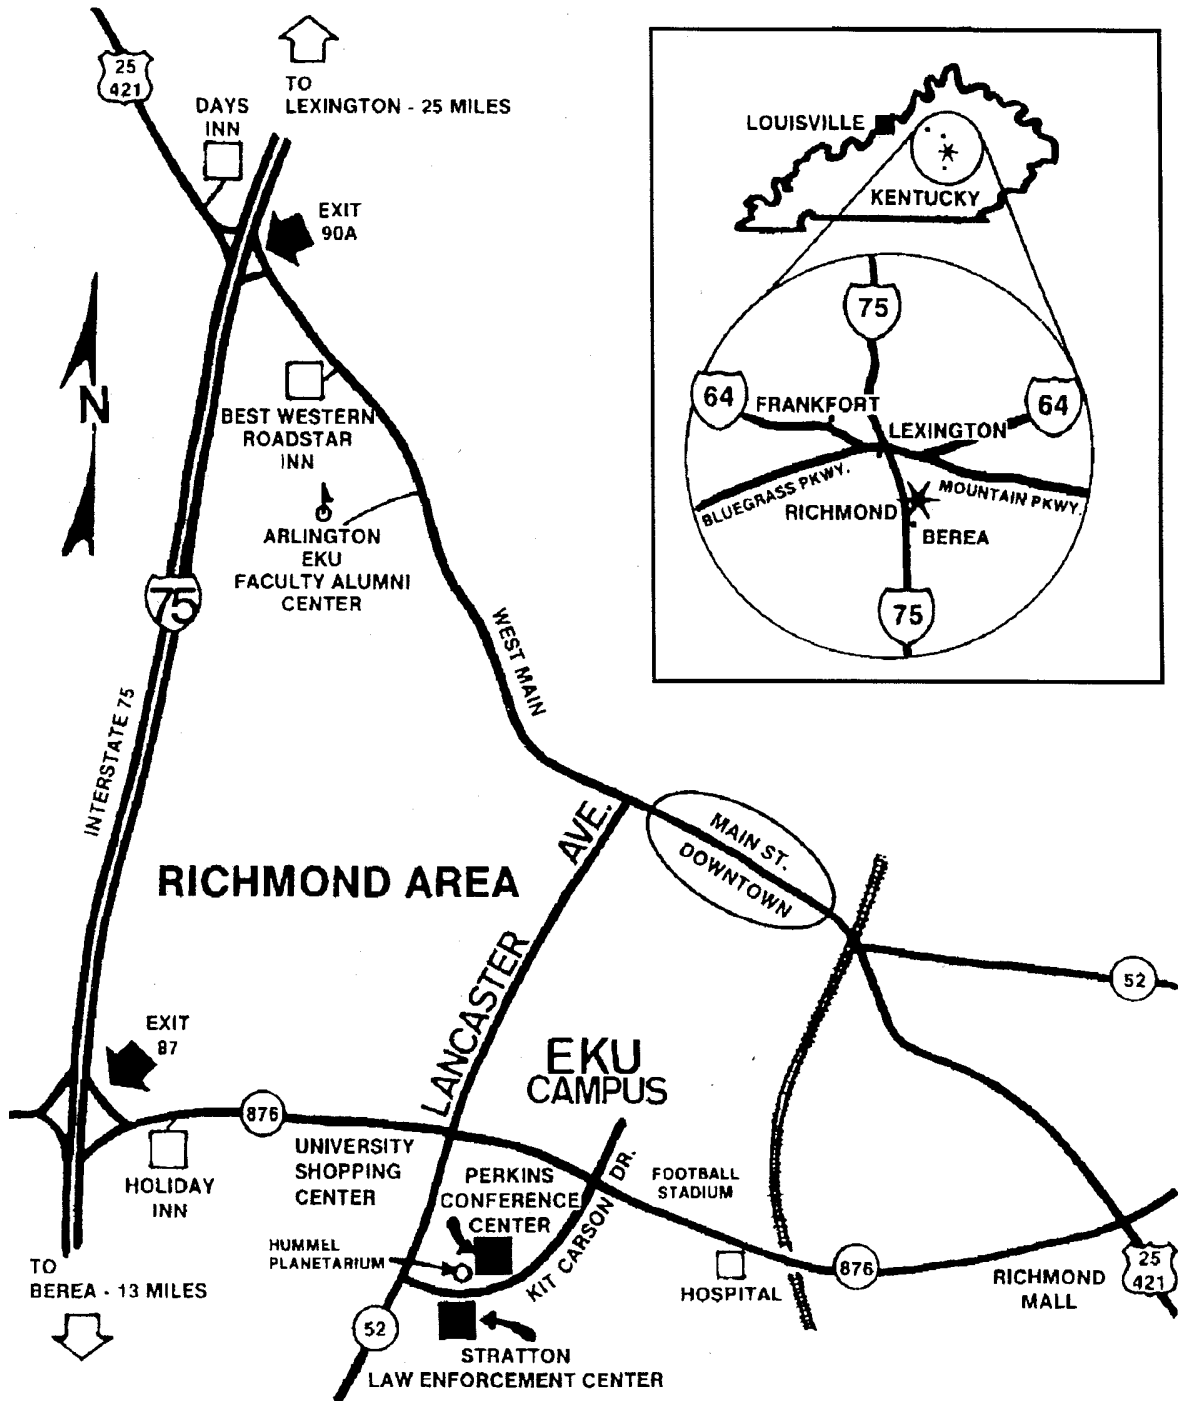 25
421
TO
LEXINGTON - 25 MILES
DAYS
INN
EXIT
90A
N
BEST WESTERN
ROADSTAR
INN
ARLINGTON
EKU
FACULTY ALUMNI
CENTER
75
INTERSTATE 75
WEST MAIN
LOUISVILLE
KENTUCKY
75
64
FRANKFORT
64
LEXINGTON
BLUEGRASS PKWY.
MOUNTAIN PKWY.
RICHMOND
BEREA
75
RICHMOND AREA
LANCASTER AVE.
MAIN ST.
DOWNTOWN
52
EXIT
87
EKU
CAMPUS
876
HOLIDAY
INN
UNIVERSITY
SHOPPING
CENTER
PERKINS
CONFERENCE
CENTER
KIT CARSON DR.
FOOTBALL
STADIUM
HUMMEL
PLANETARIUM
TO
BEREA - 13 MILES
52
STRATTON
LAW ENFORCEMENT CENTER
HOSPITAL
876
RICHMOND
MALL
25
421